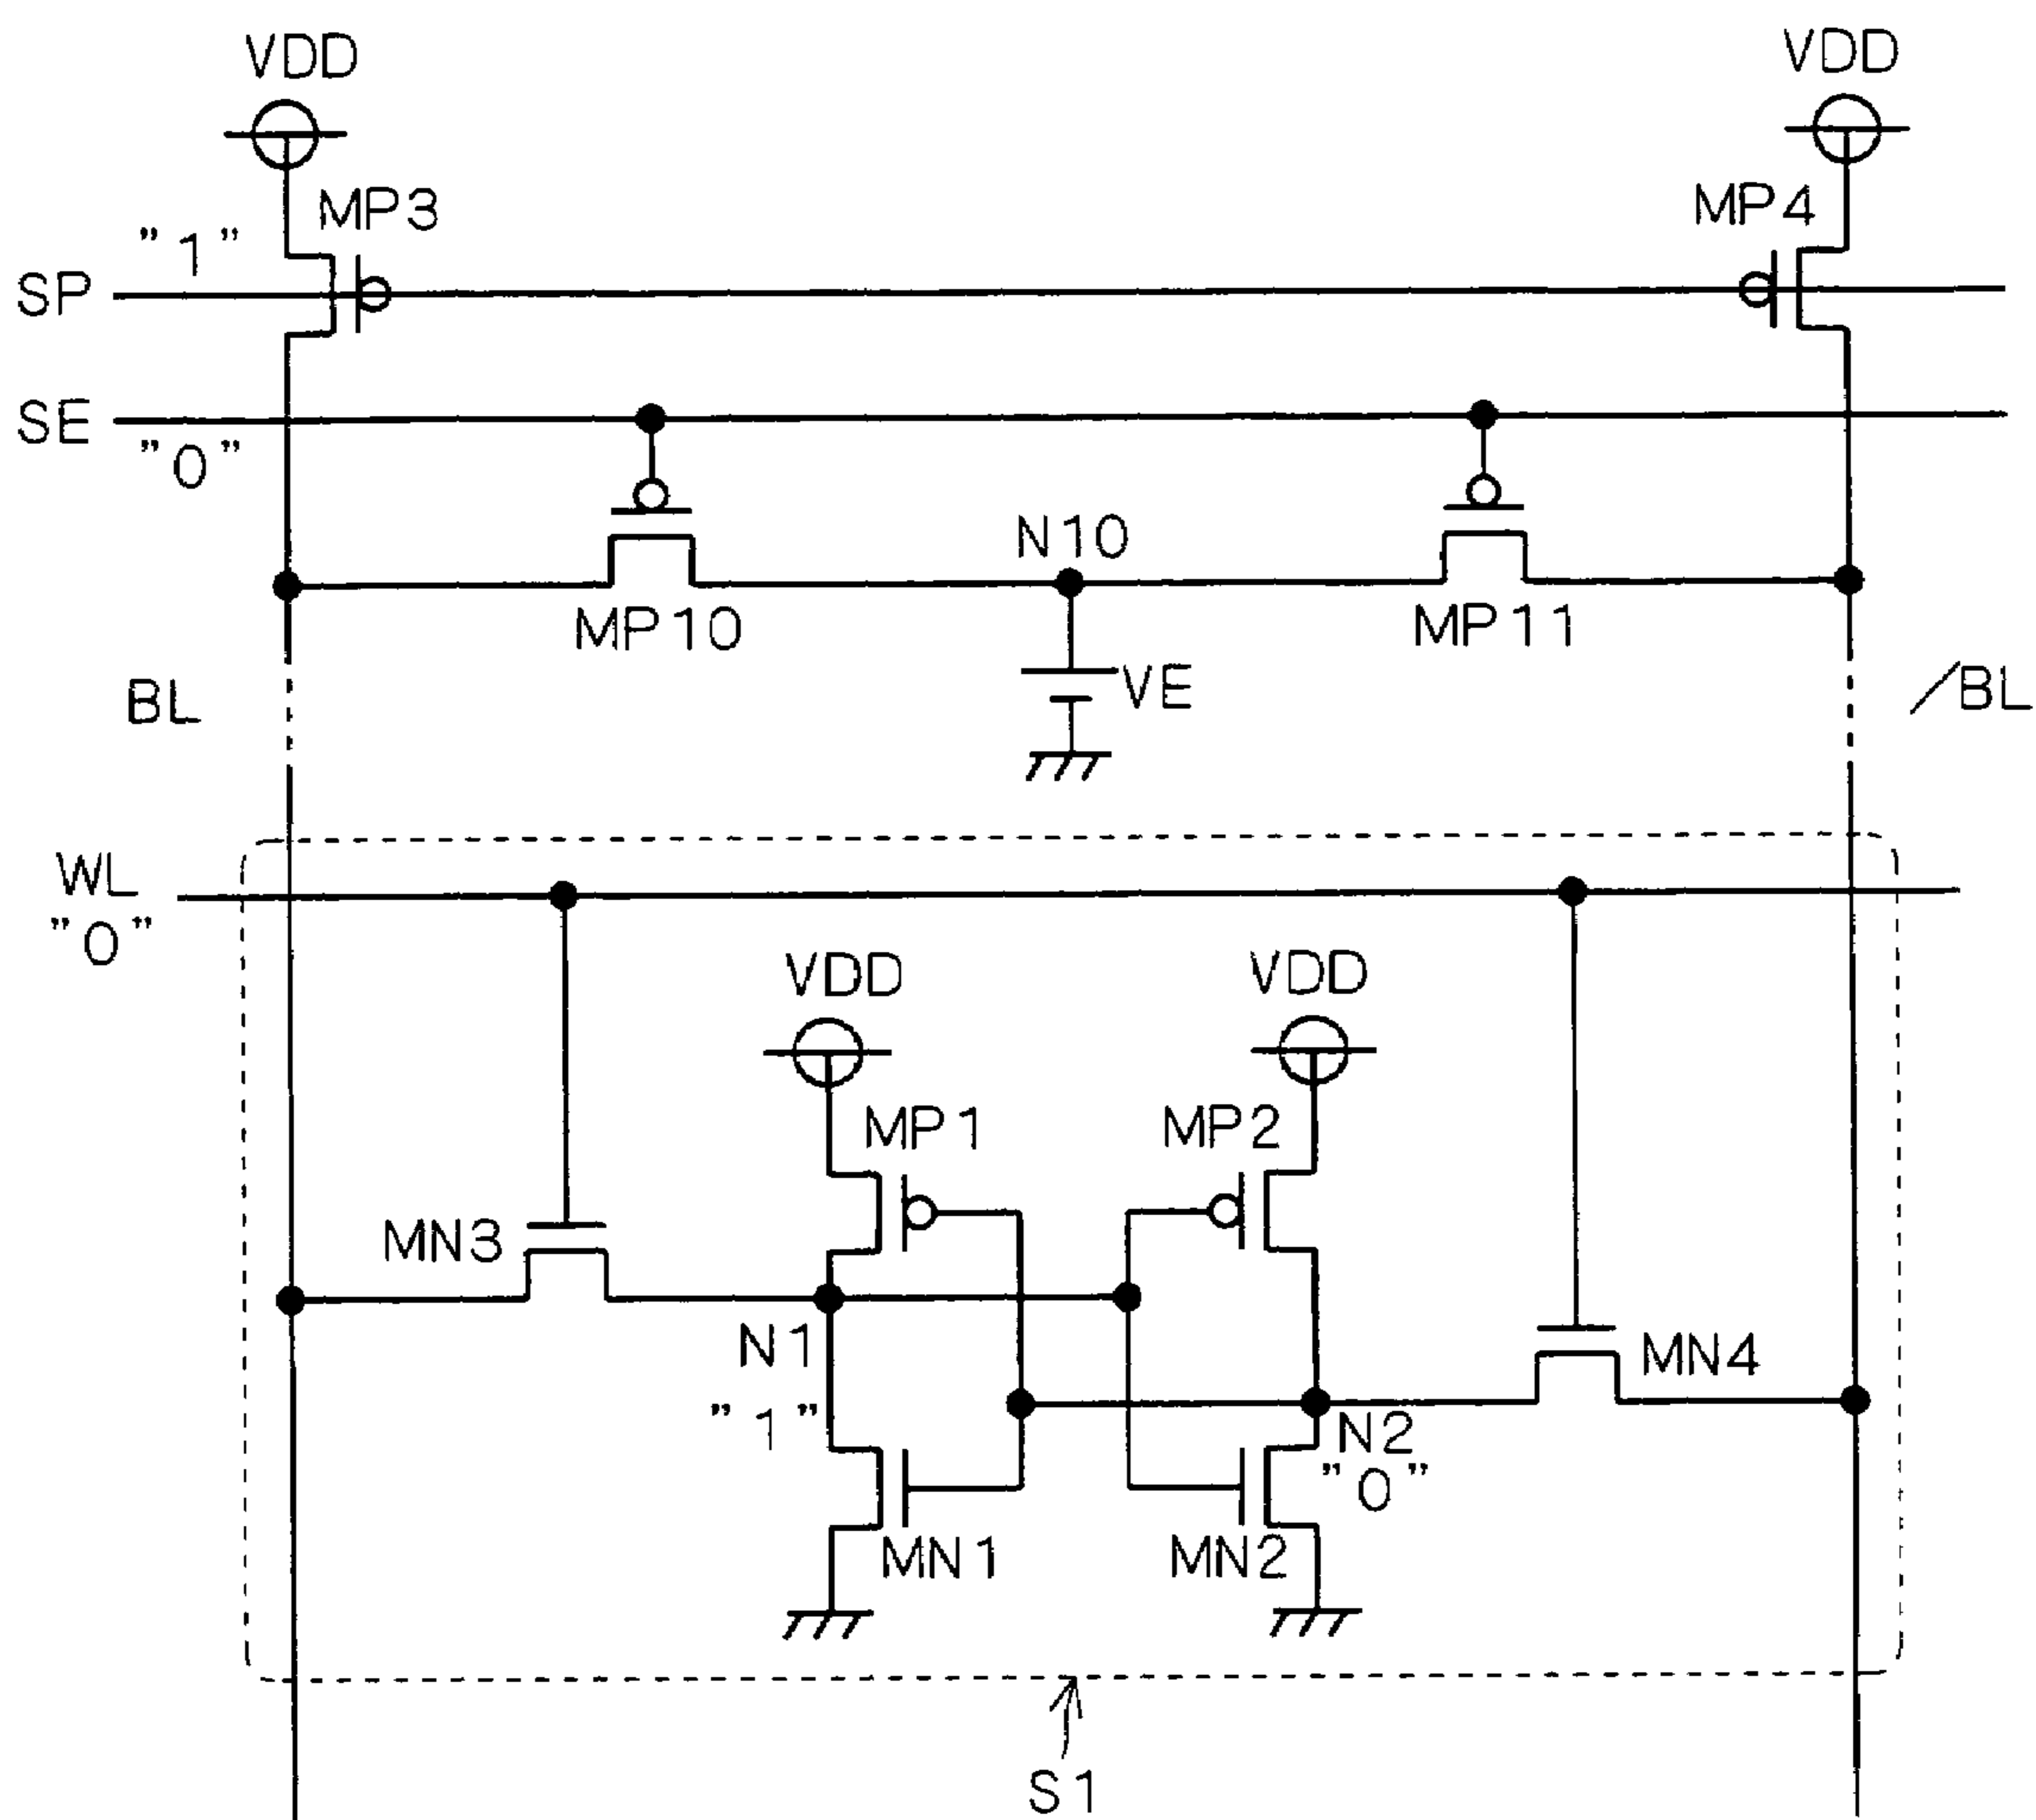 VDD VDD
MP3 MP4
"1"
SP
SE
"0"
N10
MP10 MP11
VE
BL /BL
WL
"0"
VDD VDD
MP1 MP2
MN3
N1 MN4
"1" N2
"0"
MN1 MN2
S1